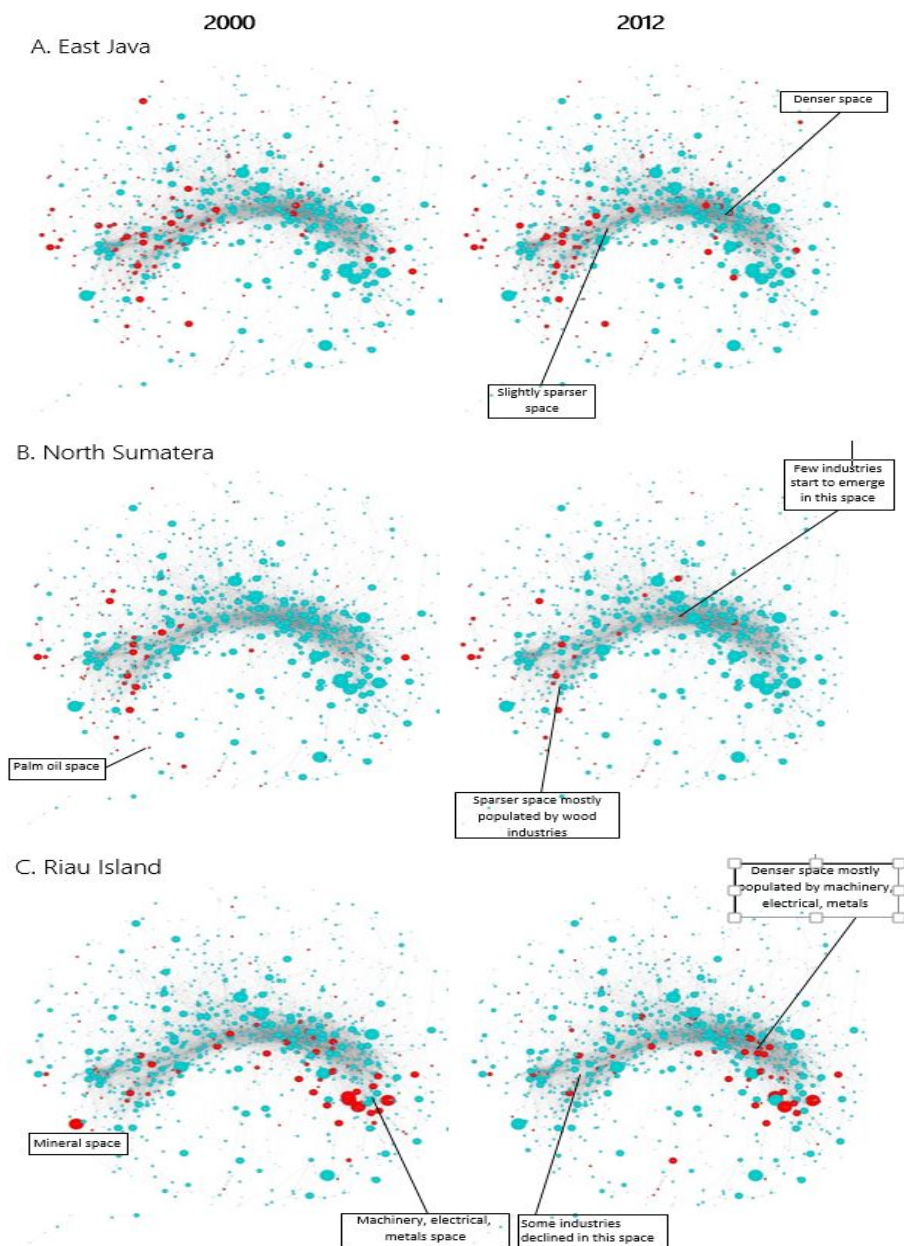 2000
2012
A. East Java
Denser space
Slightly sparser
space
B. North Sumatera
Few industries
start to emerge
in this space
Palm oil space
Sparser space mostly
populated by wood
industries
C. Riau Island
Denser space mostly
populated by machinery,
electrical, metals
Mineral space
Machinery, electrical,
metals space
Some industries
declined in this space